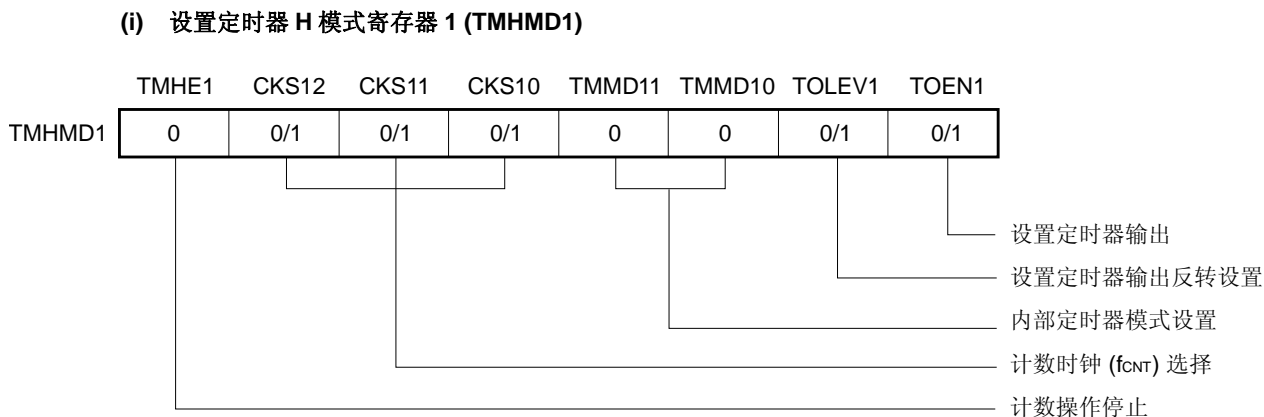 (i) 设置定时器 H 模式寄存器 1 (TMHMD1)
TMHE1 CKS12 CKS11 CKS10 TMMD11 TMMD10 TOLEV1 TOEN1
TMHMD1 0 0/1 0/1 0/1 0 0 0/1 0/1
设置定时器输出
设置定时器输出反转设置
内部定时器模式设置
计数时钟 (fCNT) 选择
计数操作停止